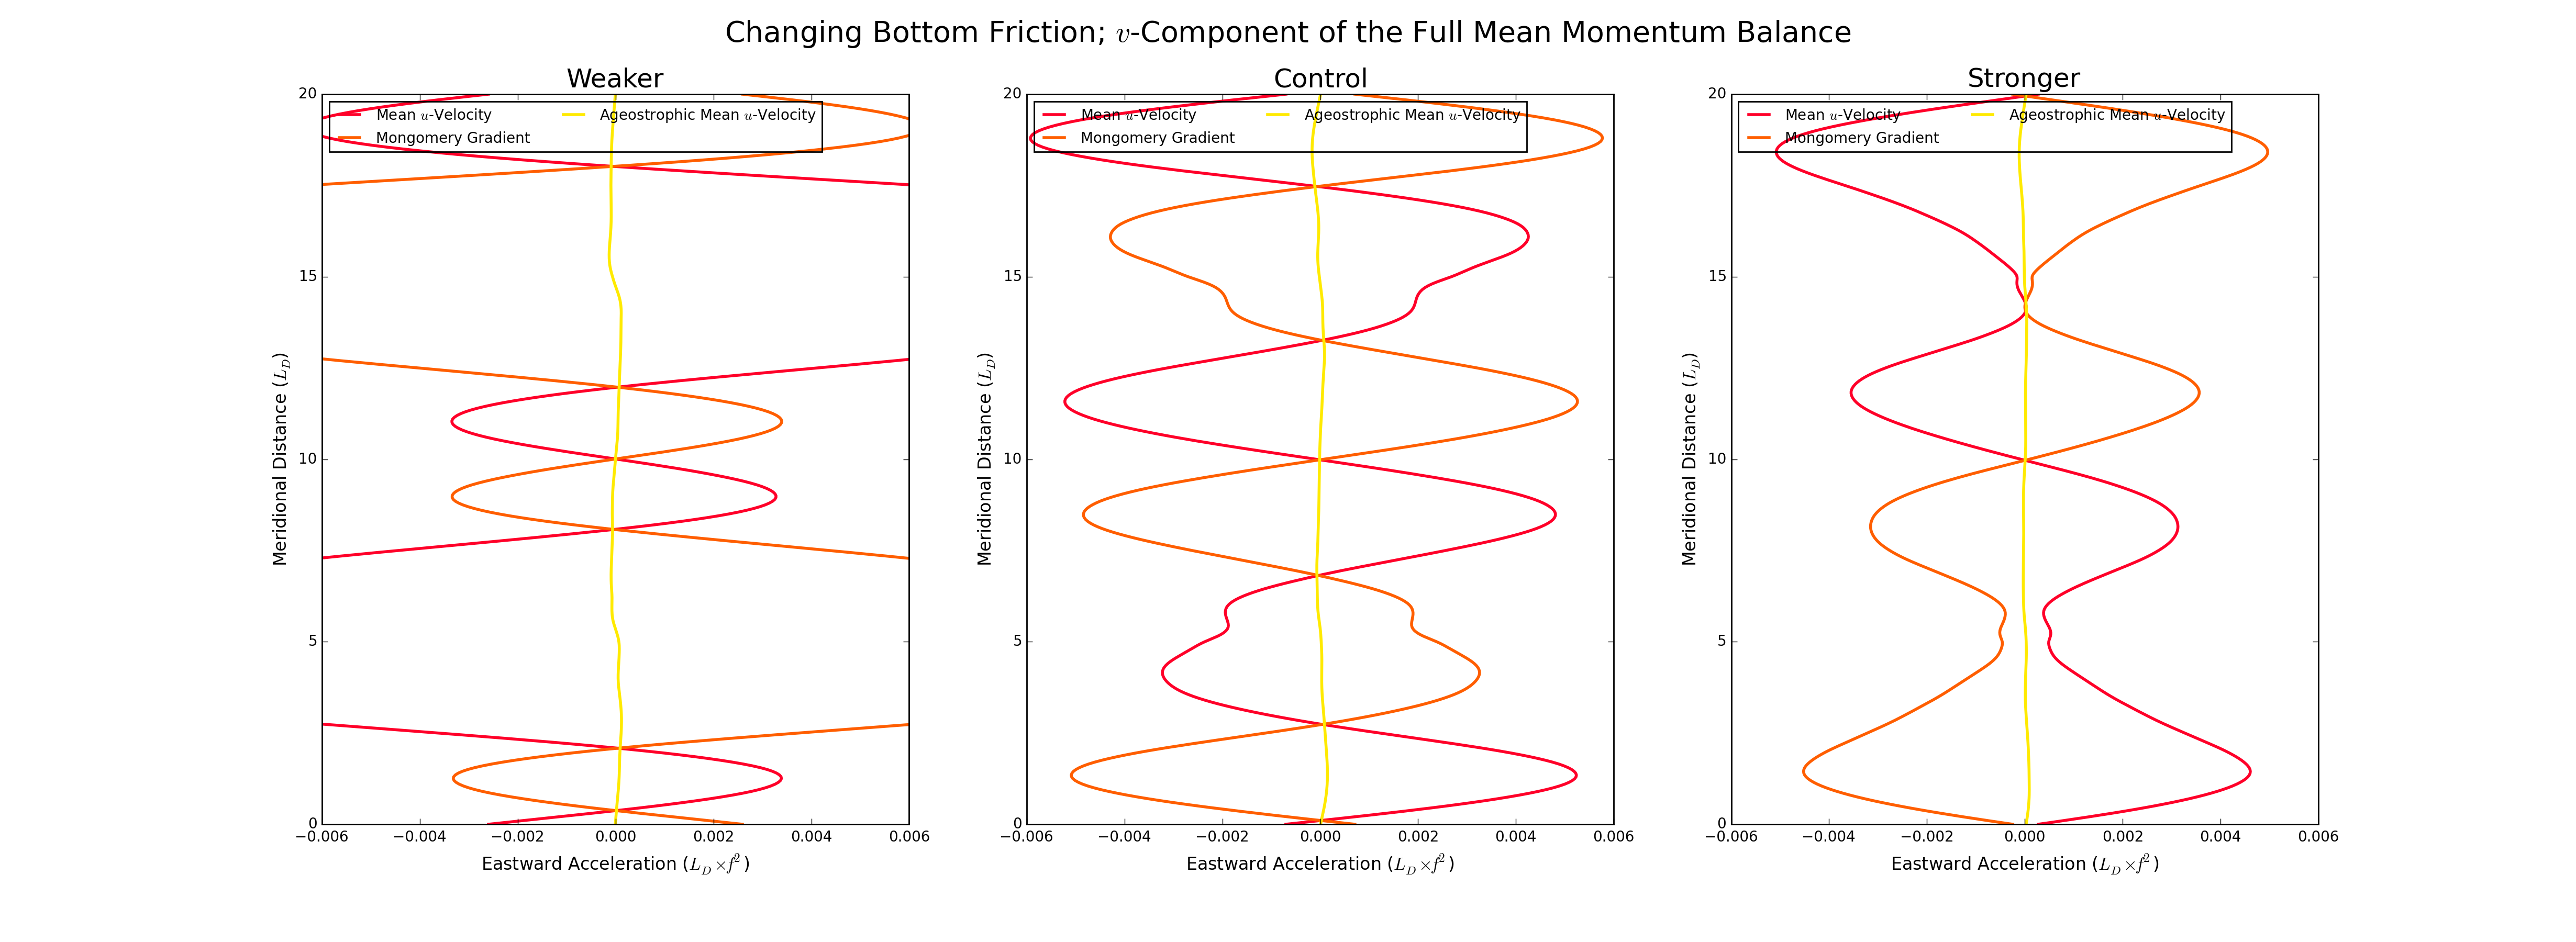 Changing Bottom Friction; v-Component of the Full Mean Momentum Balance
Weaker
Mean u-Velocity
Mongomery Gradient
Ageostrophic Mean u-Velocity
Meridional Distance (L_D)
20
15
10
5
0
−0.006 −0.004 −0.002 0.000 0.002 0.004 0.006
Eastward Acceleration (L_D×f²)
Control
Mean u-Velocity
Mongomery Gradient
Ageostrophic Mean u-Velocity
Meridional Distance (L_D)
20
15
10
5
0
−0.006 −0.004 −0.002 0.000 0.002 0.004 0.006
Eastward Acceleration (L_D×f²)
Stronger
Mean u-Velocity
Mongomery Gradient
Ageostrophic Mean u-Velocity
Meridional Distance (L_D)
20
15
10
5
0
−0.006 −0.004 −0.002 0.000 0.002 0.004 0.006
Eastward Acceleration (L_D×f²)